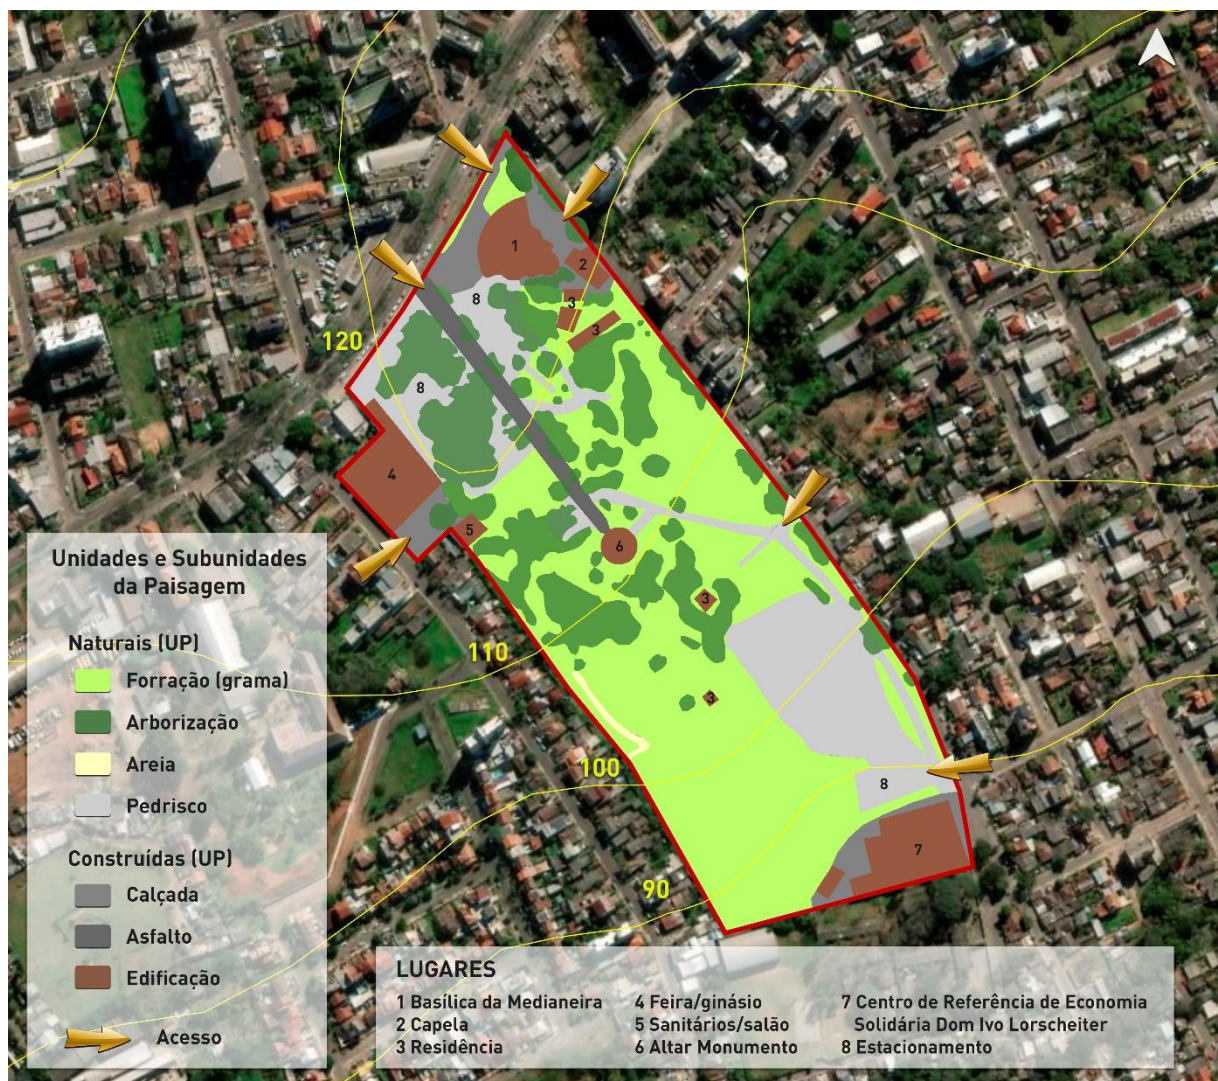 1
2
8
3
120
3
8
4
5
6
3
110
3
100
8
7
90
Unidades e Subunidades
da Paisagem
Naturais (UP)
Forração (grama)
Arborização
Areia
Pedrisco
Construídas (UP)
Calçada
Asfalto
Edificação
Acesso
LUGARES
1 Basílica da Medianeira
2 Capela
3 Residência
4 Feira/ginásio
5 Sanitários/salão
6 Altar Monumento
7 Centro de Referência de Economia
Solidária Dom Ivo Lorscheiter
8 Estacionamento